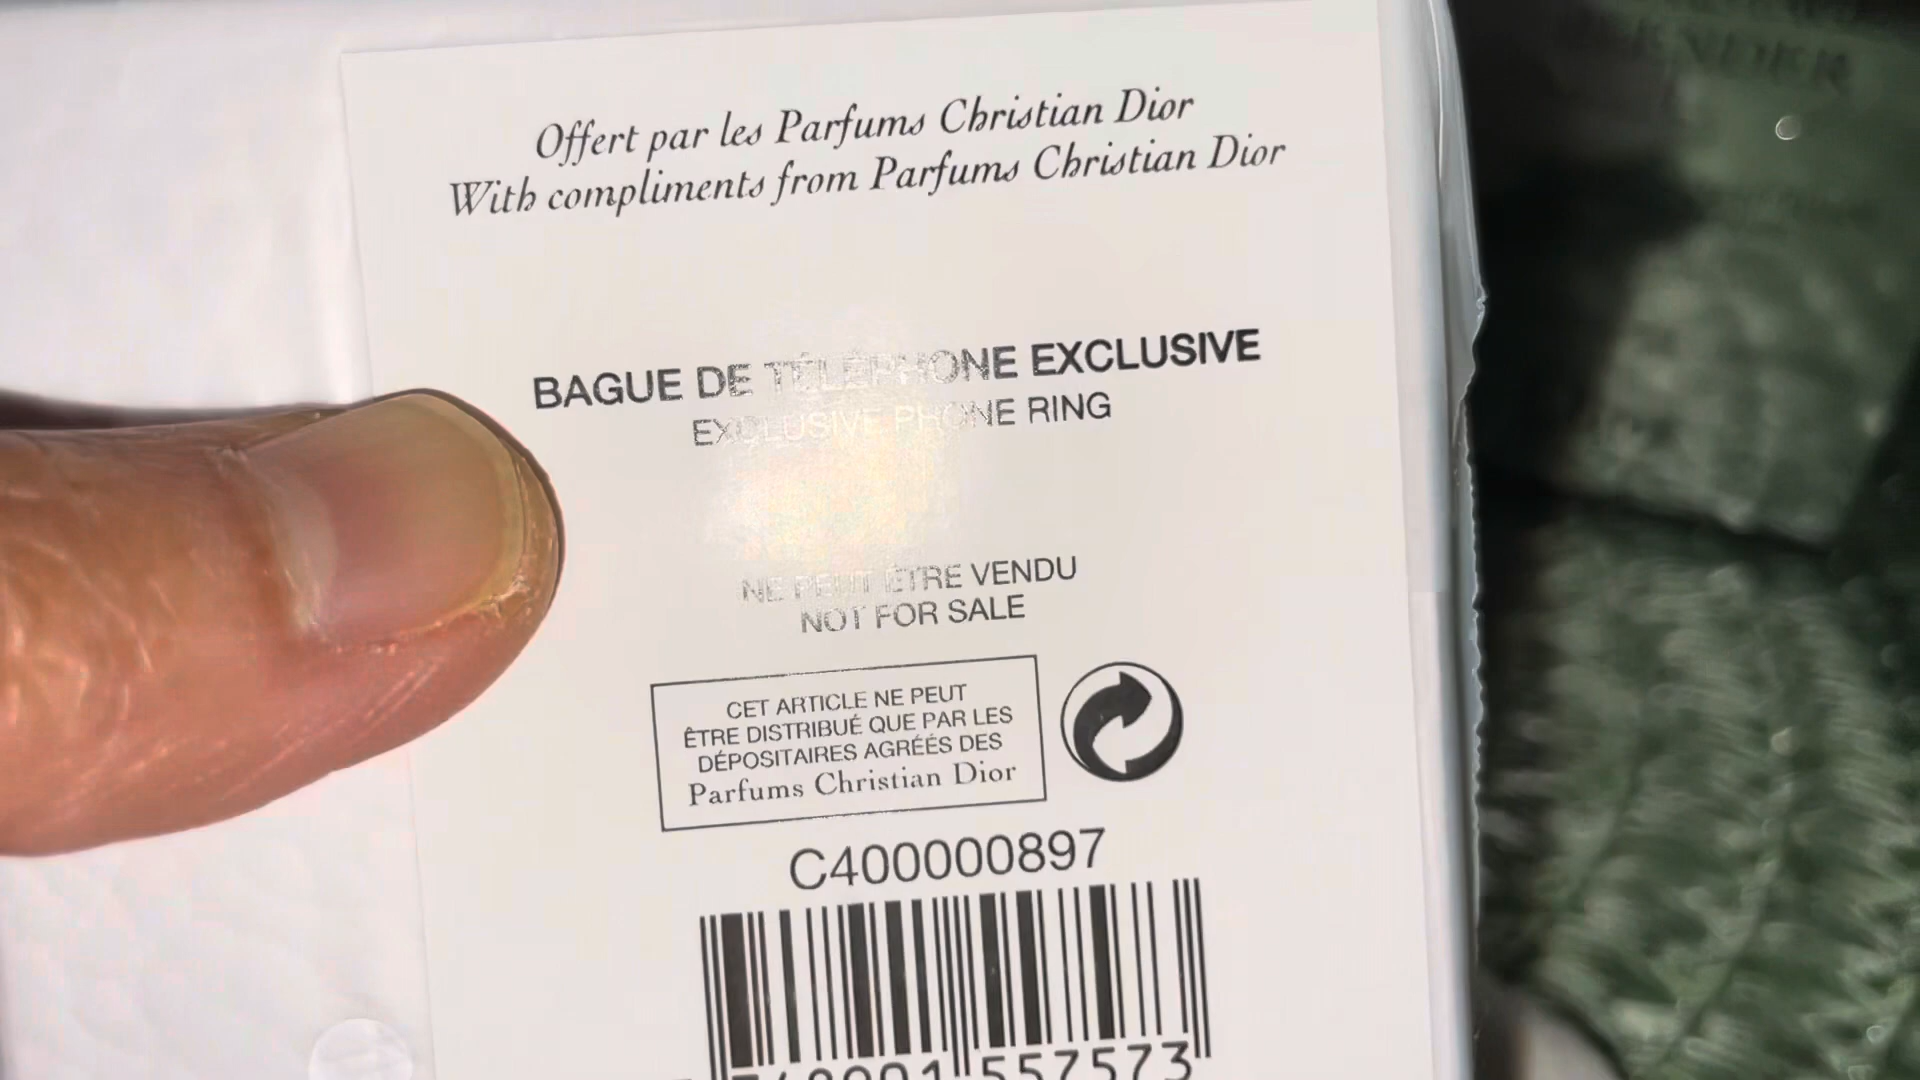 Offert par les Parfums Christian Dior
With compliments from Parfums Christian Dior
BAGUE DE TÉLÉPHONE EXCLUSIVE
EXCLUSIVE PHONE RING
NE PEUT ÊTRE VENDU
NOT FOR SALE
CET ARTICLE NE PEUT
ÊTRE DISTRIBUÉ QUE PAR LES
DÉPOSITAIRES AGRÉÉS DES
Parfums Christian Dior
C400000897
557573